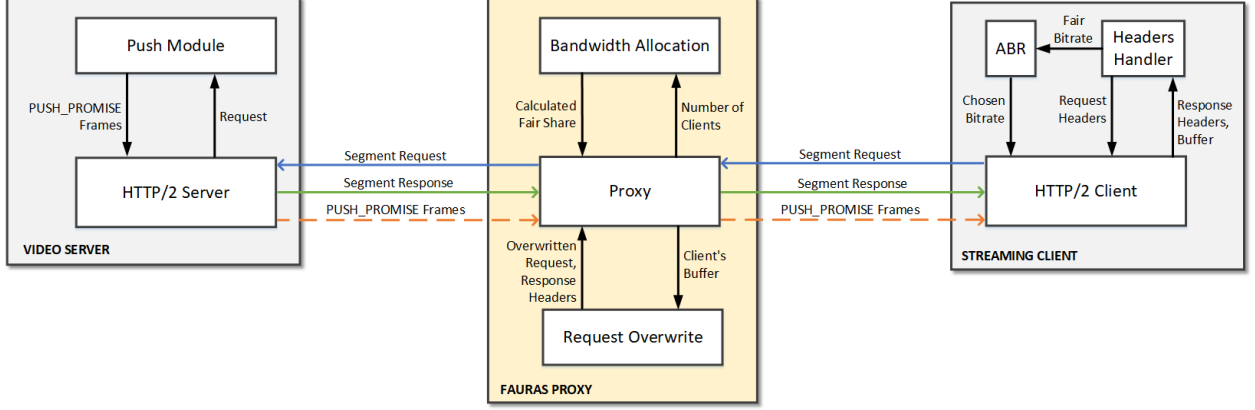 Push Module
PUSH_PROMISE
Frames
Request
HTTP/2 Server
VIDEO SERVER
Segment Request
Segment Response
PUSH_PROMISE Frames
Bandwidth Allocation
Calculated
Fair Share
Number of
Clients
Proxy
Overwritten
Request,
Response
Headers
Client's
Buffer
Request Overwrite
FAURAS PROXY
Segment Request
Segment Response
PUSH_PROMISE Frames
Fair
Bitrate
ABR
Headers
Handler
Chosen
Bitrate
Request
Headers
Response
Headers,
Buffer
HTTP/2 Client
STREAMING CLIENT